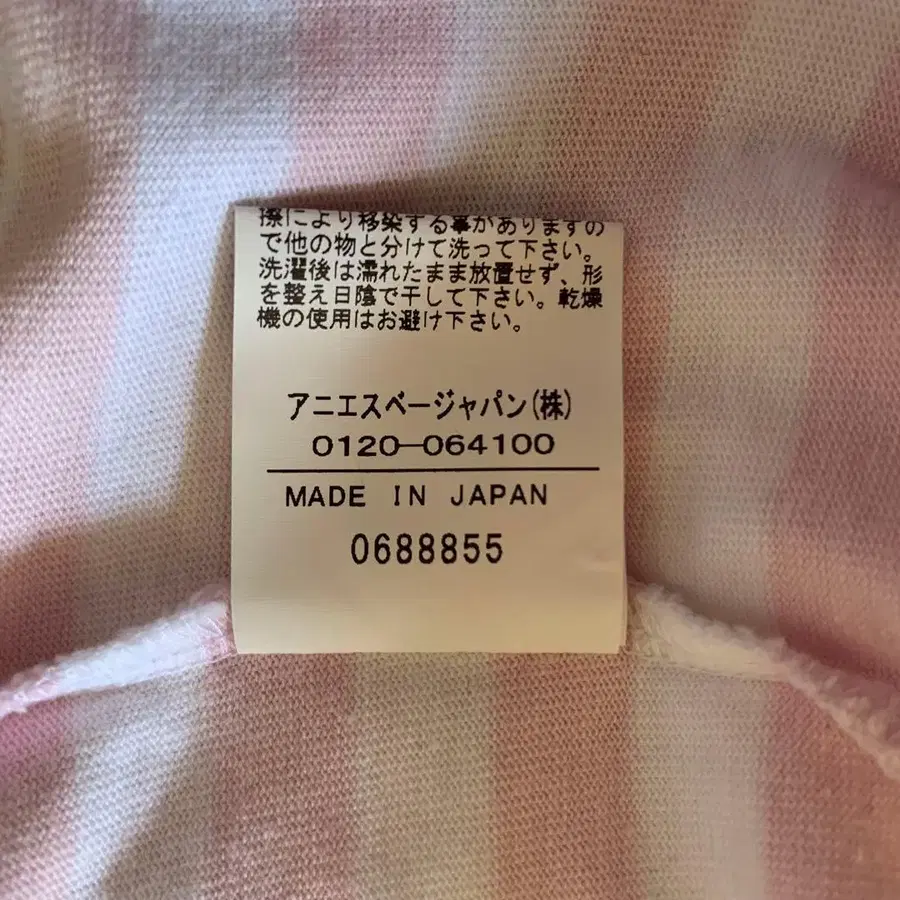 擦により移染する事がありますの
で他の物と分けて洗って下さい。
洗濯後は濡れたまま放置せず、形
を整え日陰で干して下さい。乾燥
機の使用はお避け下さい。
アニエスベージャパン(株)
0120-064100
MADE IN JAPAN
0688855